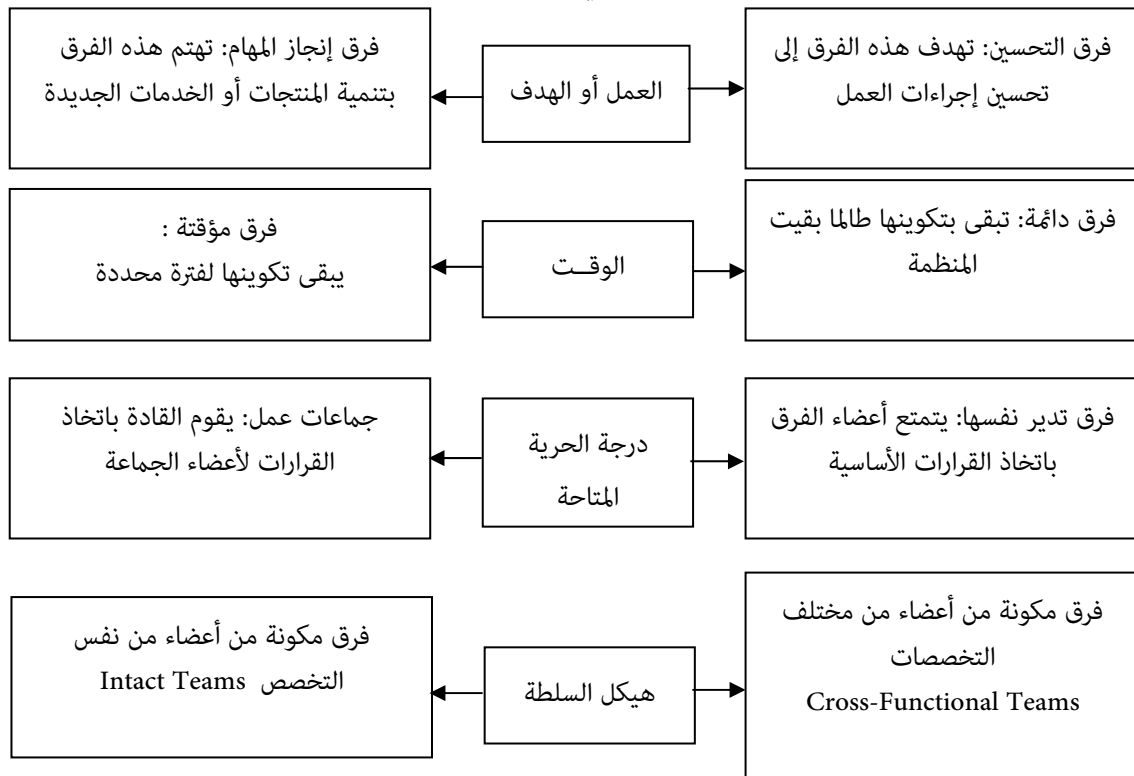 فرق التحسين: تهدف هذه الفرق إلى
تحسين إجراءات العمل
العمل أو الهدف
فرق إنجاز المهام: تهتم هذه الفرق
بتنمية المنتجات أو الخدمات الجديدة
فرق دائمة: تبقى بتكوينها طالما بقيت
المنظمة
الوقــت
فرق مؤقتة :
يبقى تكوينها لفترة محددة
فرق تدير نفسها: يتمتع أعضاء الفرق
باتخاذ القرارات الأساسية
درجة الحرية
المتاحة
جماعات عمل: يقوم القادة باتخاذ
القرارات لأعضاء الجماعة
فرق مكونة من أعضاء من مختلف
التخصصات
Cross-Functional Teams
هيكل السلطة
فرق مكونة من أعضاء من نفس
التخصص Intact Teams